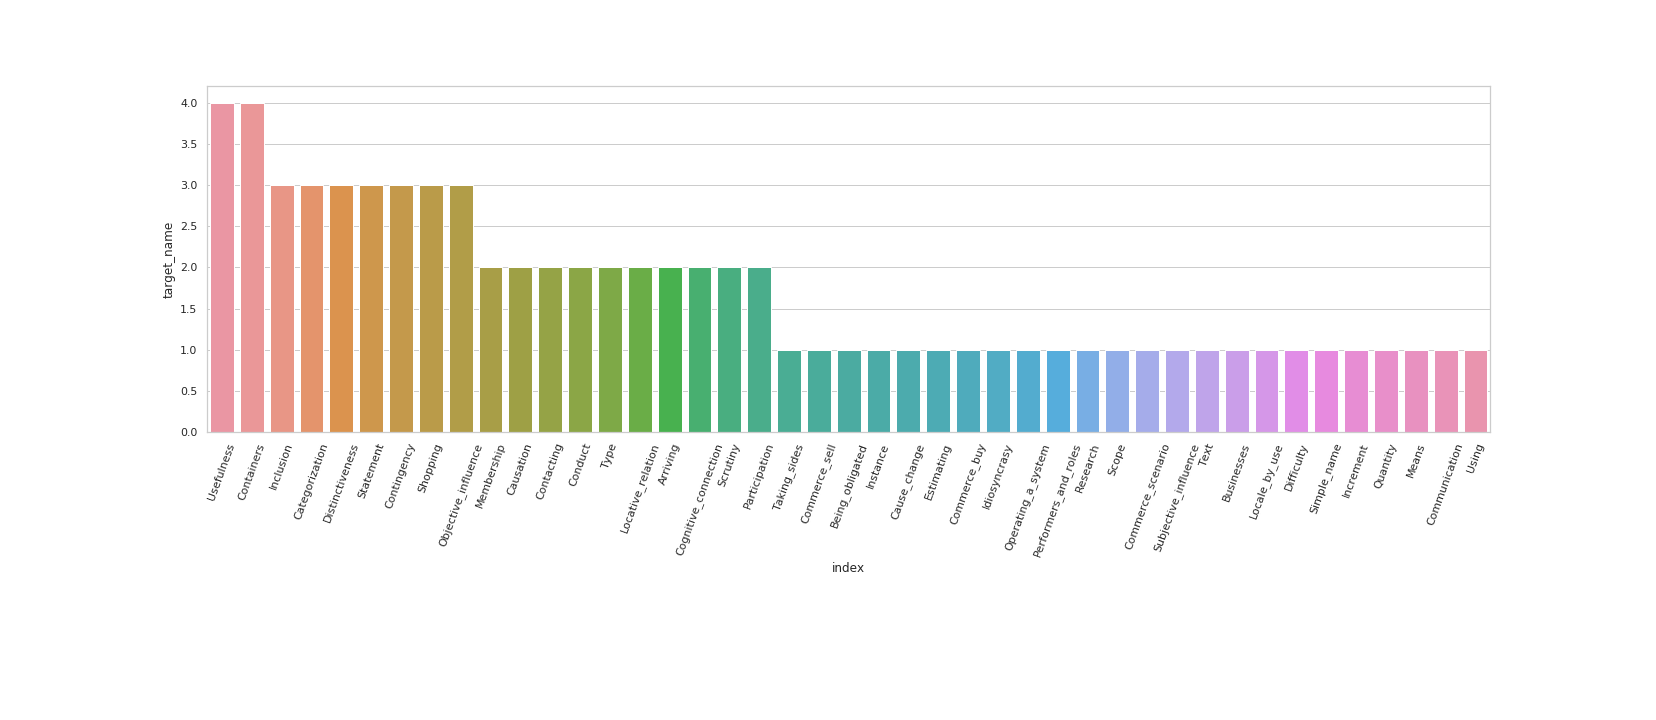 4.0
3.5
3.0
2.5
2.0
1.5
1.0
0.5
0.0
target_name
Usefulness
Containers
Inclusion
Categorization
Distinctiveness
Statement
Contingency
Shopping
Objective_influence
Membership
Causation
Contacting
Conduct
Type
Locative_relation
Arriving
Cognitive_connection
Scrutiny
Participation
Taking_sides
Commerce_sell
Being_obligated
Instance
Cause_change
Estimating
Commerce_buy
Idiosyncrasy
Operating_a_system
Performers_and_roles
Research
Scope
Commerce_scenario
Subjective_influence
Text
Businesses
Locale_by_use
Difficulty
Simple_name
Increment
Quantity
Means
Communication
Using
index